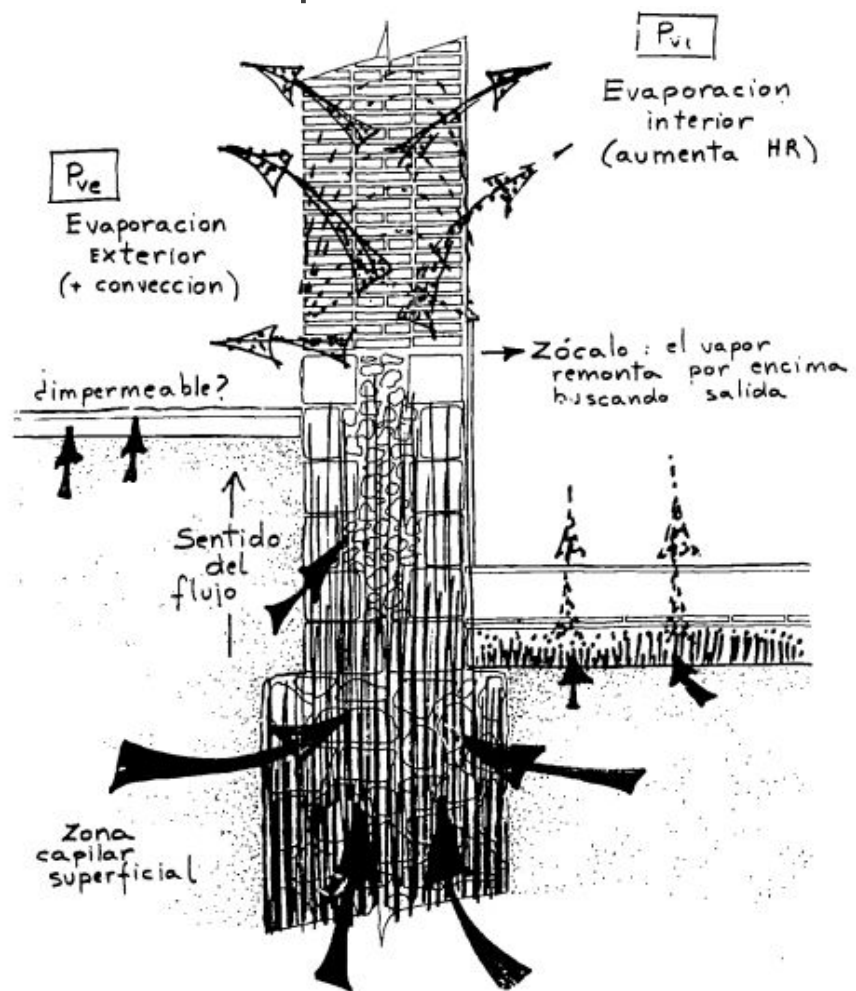 Pvi
Evaporacion
interior
(aumenta HR)
Pve
Evaporacion
Exterior
(+ conveccion)
→ Zócalo : el vapor
remonta por encima
buscando salida
¿impermeable?
Sentido
del
flujo
Zona
capilar
superficial